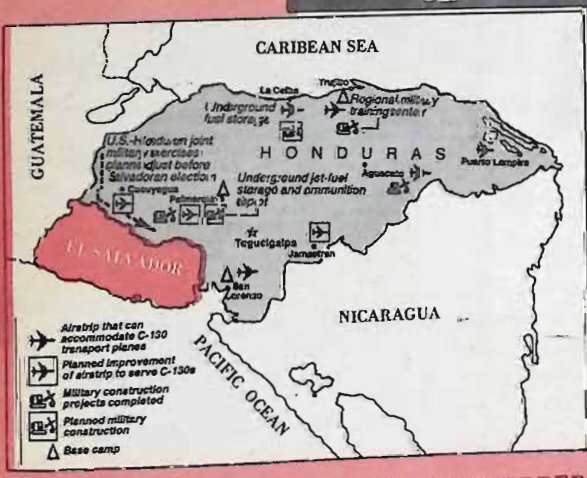 CARIBEAN SEA
GUATEMALA
La Ceiba
Trujillo
Underground
fuel storage
Regional military
training center
U.S.-Honduran joint
military exercises
planned just before
Salvadoran election
HONDURAS
Puerto Lempira
Aguacate
Cucuyagua
Palmerola
Underground jet-fuel
storage and ammunition
depot
Tegucigalpa
Jamastran
EL SALVADOR
San
Lorenzo
NICARAGUA
PACIFIC OCEAN
Airstrip that can
accommodate C-130
transport planes
Planned improvement
of airstrip to serve C-130s
Military construction
projects completed
Planned military
construction
Base camp